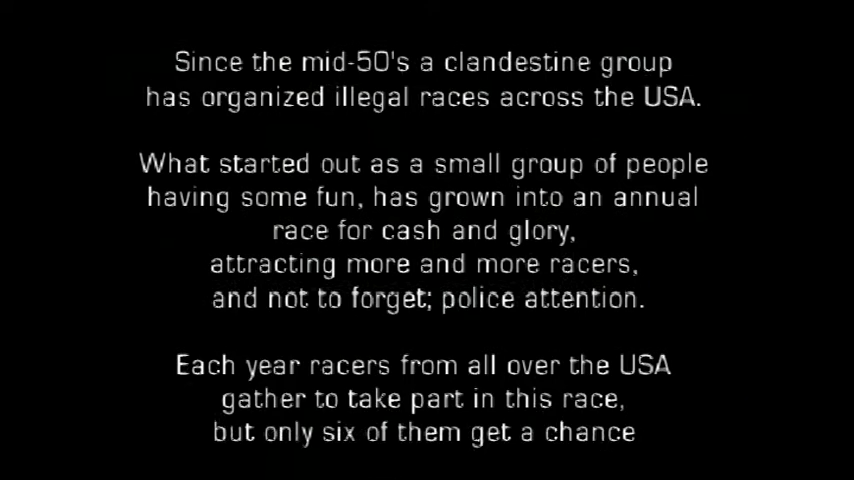 Since the mid-50's a clandestine group
has organized illegal races across the USA.
What started out as a small group of people
having some fun, has grown into an annual
race for cash and glory,
attracting more and more racers,
and not to forget; police attention.
Each year racers from all over the USA
gather to take part in this race,
but only six of them get a chance